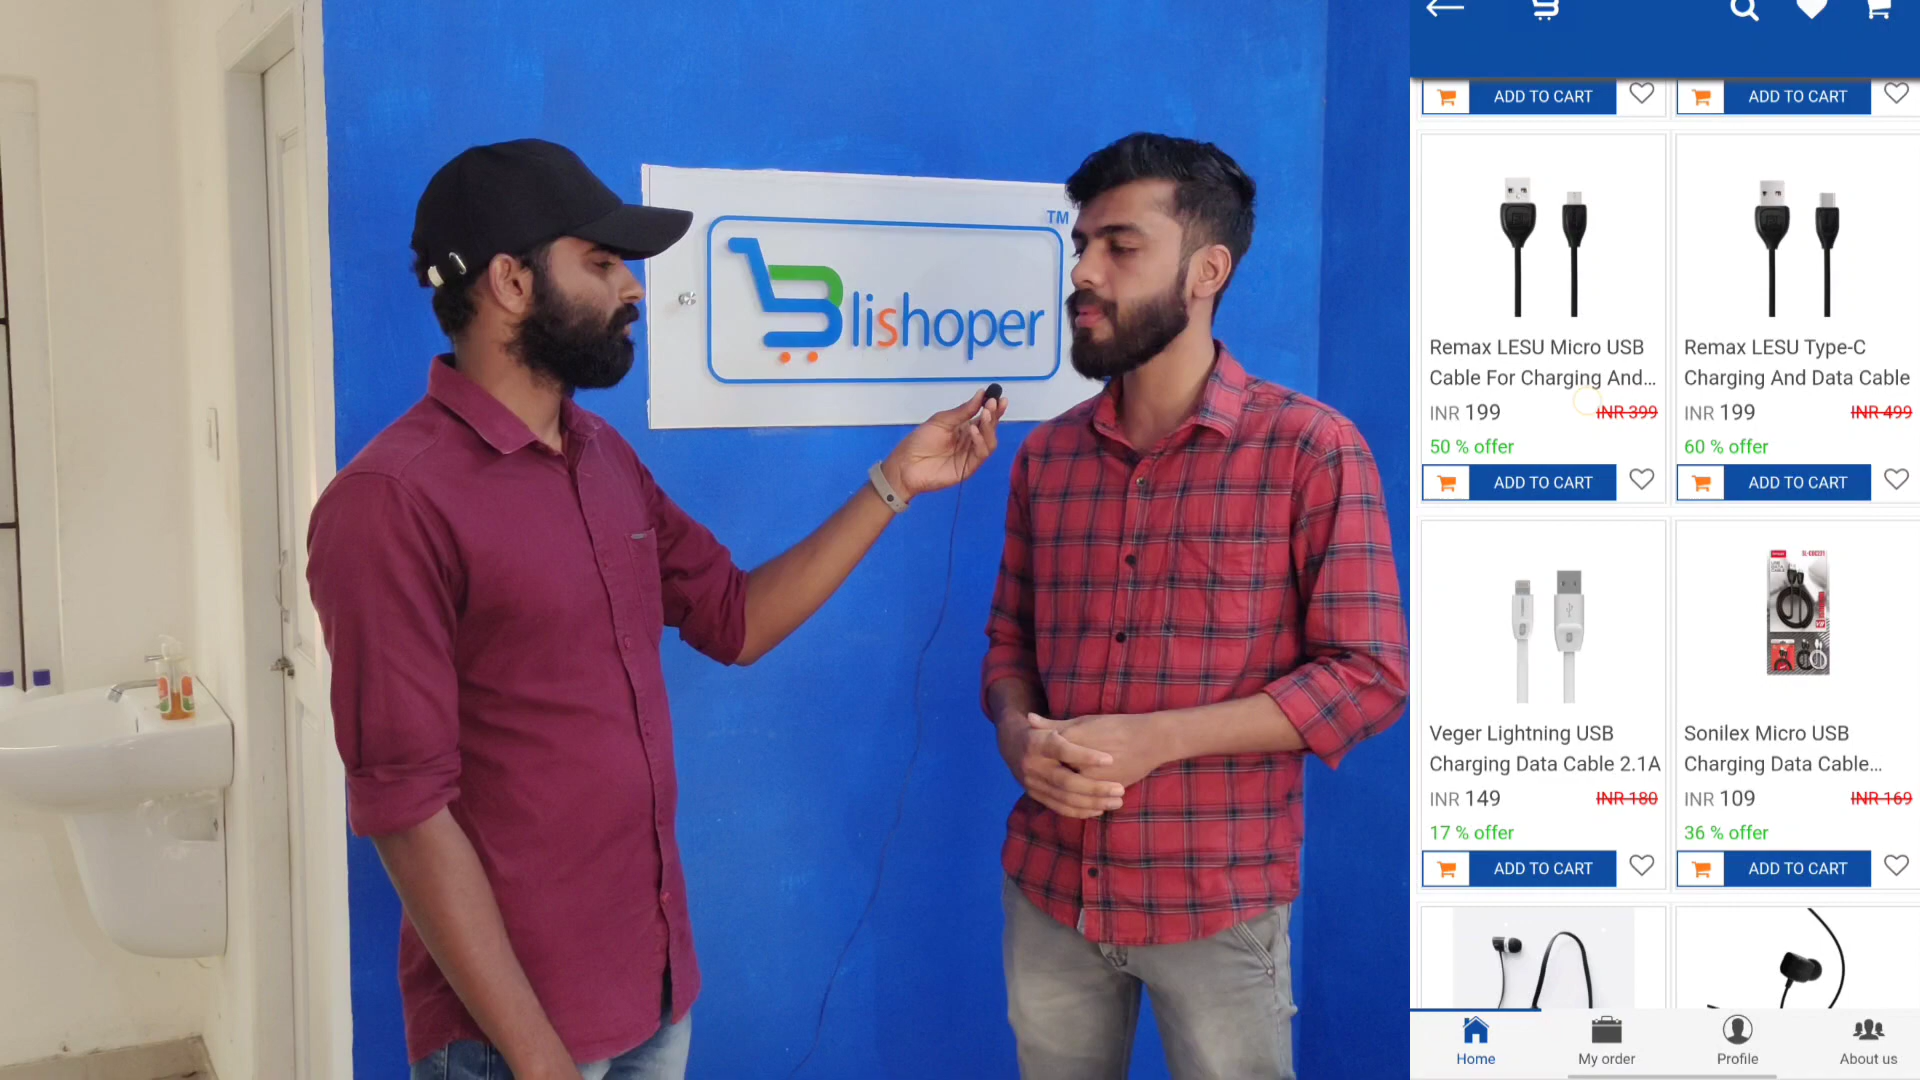 TM
Blishoper
ADD TO CART
ADD TO CART
Remax LESU Micro USB
Cable For Charging And...
INR 199
INR 399
50 % offer
ADD TO CART
Remax LESU Type-C
Charging And Data Cable
INR 199
INR 499
60 % offer
ADD TO CART
Veger Lightning USB
Charging Data Cable 2.1A
INR 149
INR 180
17 % offer
ADD TO CART
Sonilex Micro USB
Charging Data Cable...
INR 109
INR 169
36 % offer
ADD TO CART
Home
My order
Profile
About us